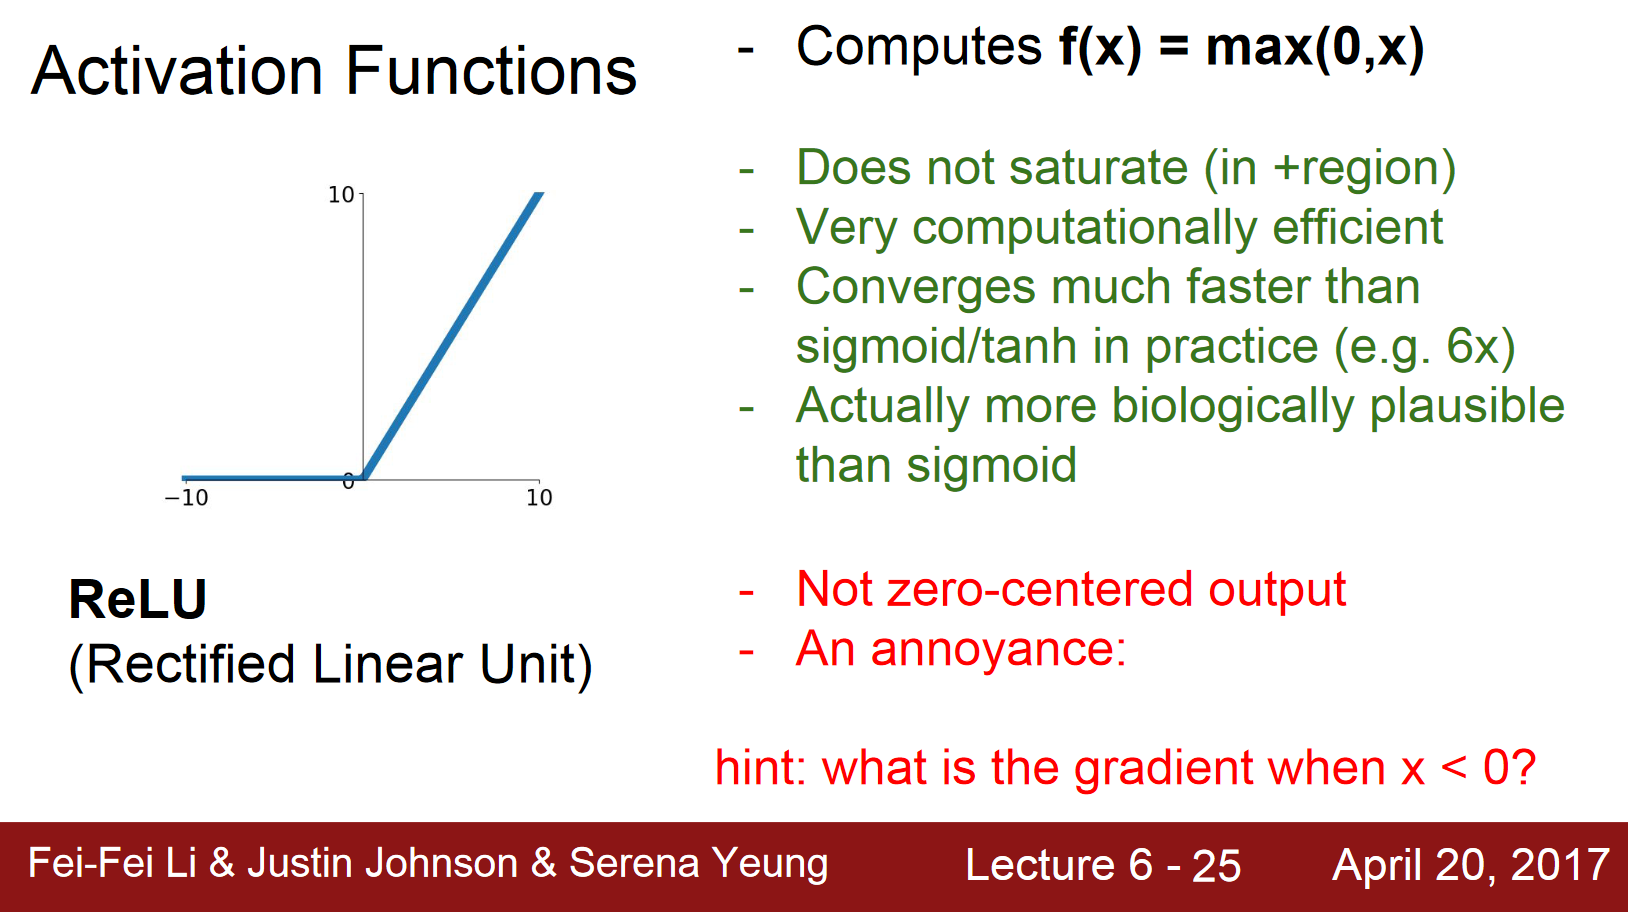 Activation Functions
10
0
−10
10
ReLU
(Rectified Linear Unit)
- Computes f(x) = max(0,x)
- Does not saturate (in +region)
- Very computationally efficient
- Converges much faster than
sigmoid/tanh in practice (e.g. 6x)
- Actually more biologically plausible
than sigmoid
- Not zero-centered output
- An annoyance:
hint: what is the gradient when x < 0?
Fei-Fei Li & Justin Johnson & Serena Yeung
Lecture 6 - 25
April 20, 2017